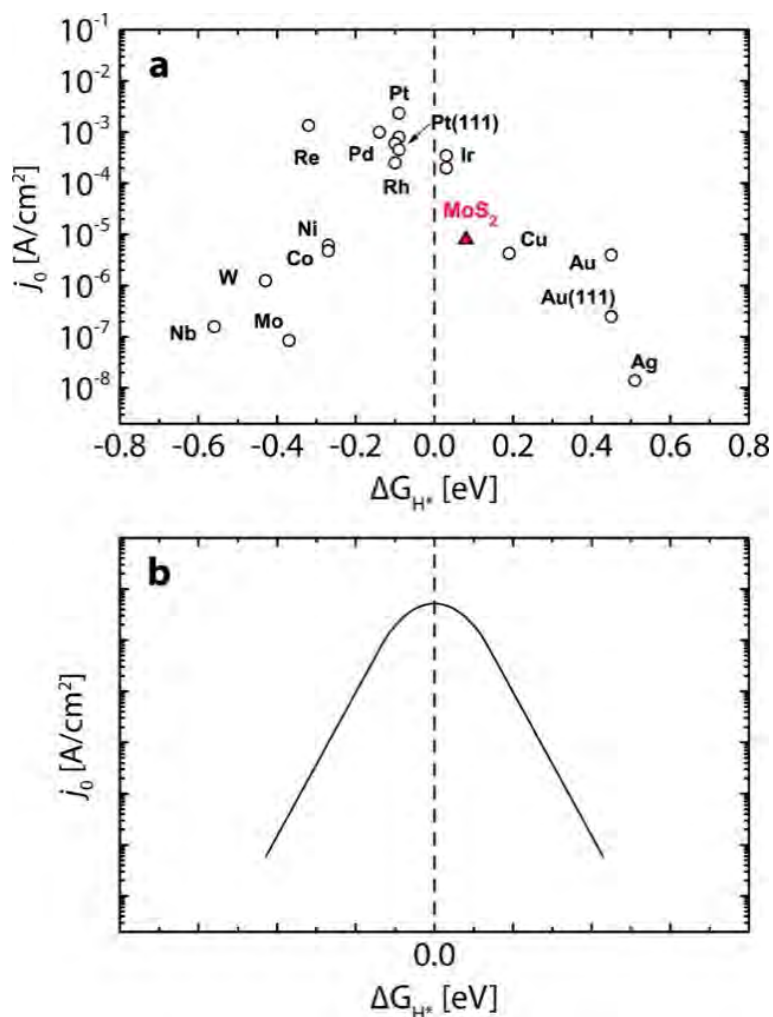 a
10⁻¹
10⁻²
10⁻³
10⁻⁴
10⁻⁵
10⁻⁶
10⁻⁷
10⁻⁸
j₀ [A/cm²]
Pt
Pt(111)
Re
Pd
Ir
Rh
MoS₂
Ni
Cu
Co
Au
W
Au(111)
Nb
Mo
Ag
-0.8 -0.6 -0.4 -0.2 0.0 0.2 0.4 0.6 0.8
ΔG_H* [eV]
b
j₀ [A/cm²]
0.0
ΔG_H* [eV]